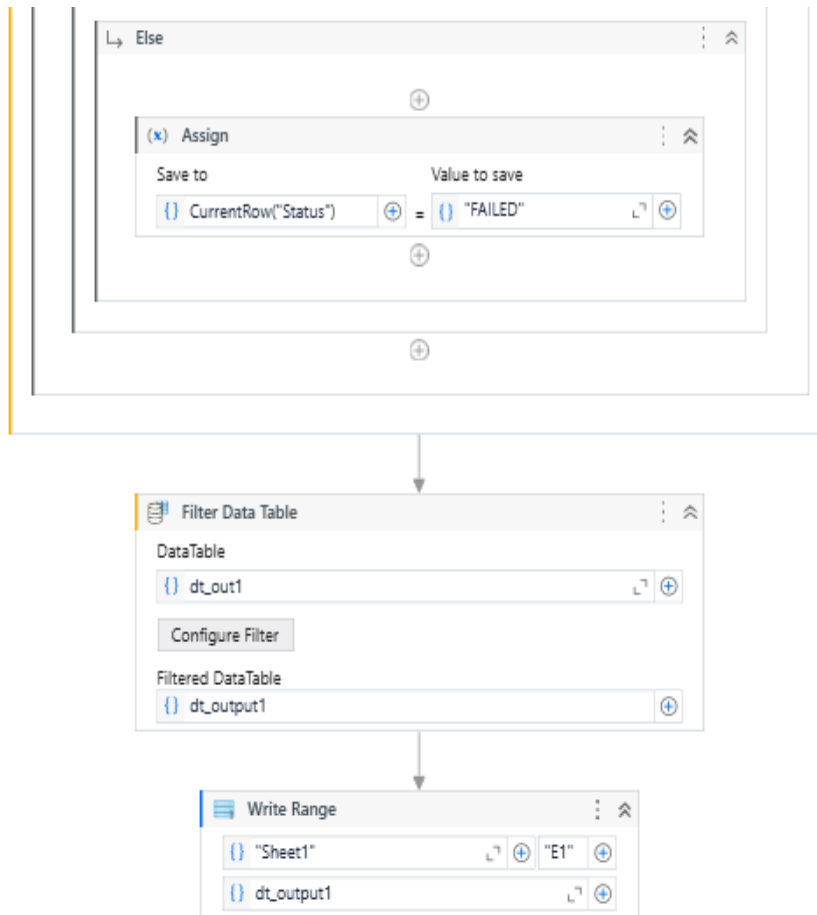 Else
(x) Assign
Save to Value to save
{} CurrentRow("Status") = {} "FAILED"
Filter Data Table
DataTable
{} dt_out1
Configure Filter
Filtered DataTable
{} dt_output1
Write Range
{} "Sheet1" "E1"
{} dt_output1